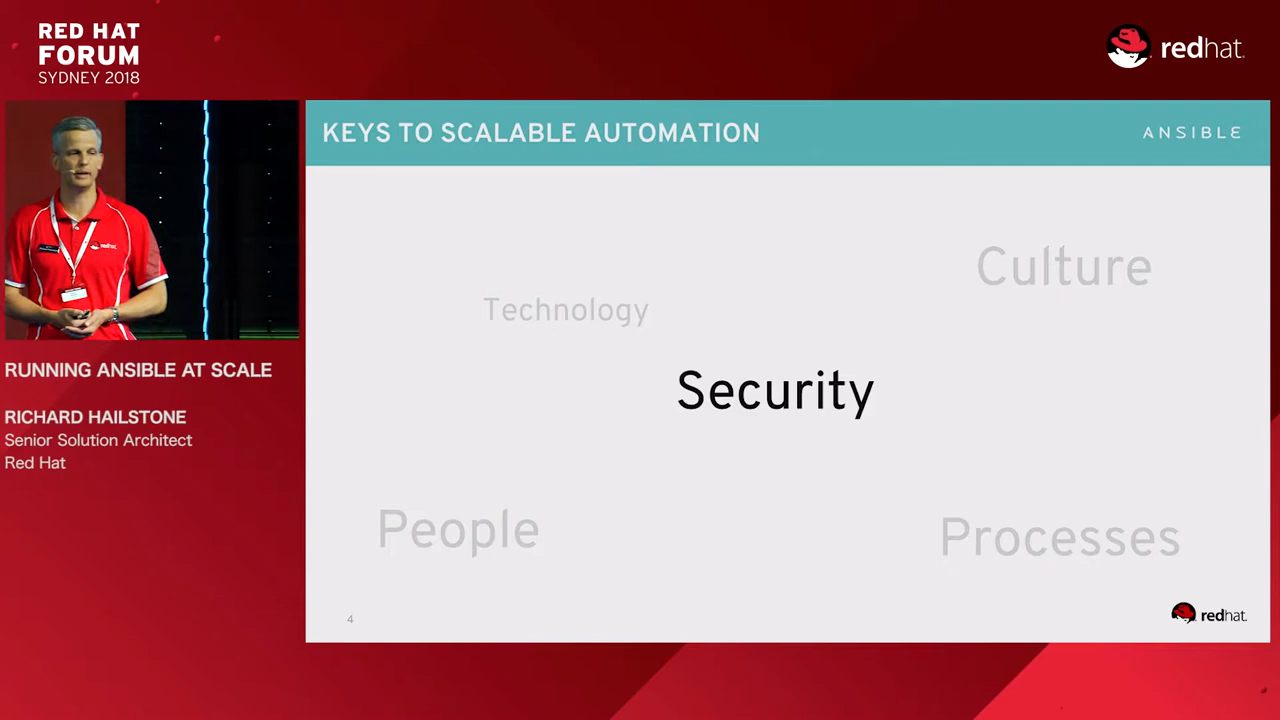 RED HAT
FORUM
SYDNEY 2018
redhat.
KEYS TO SCALABLE AUTOMATION
ANSIBLE
Culture
Technology
Security
People
Processes
4
redhat.
redhat.
RUNNING ANSIBLE AT SCALE
RICHARD HAILSTONE
Senior Solution Architect
Red Hat